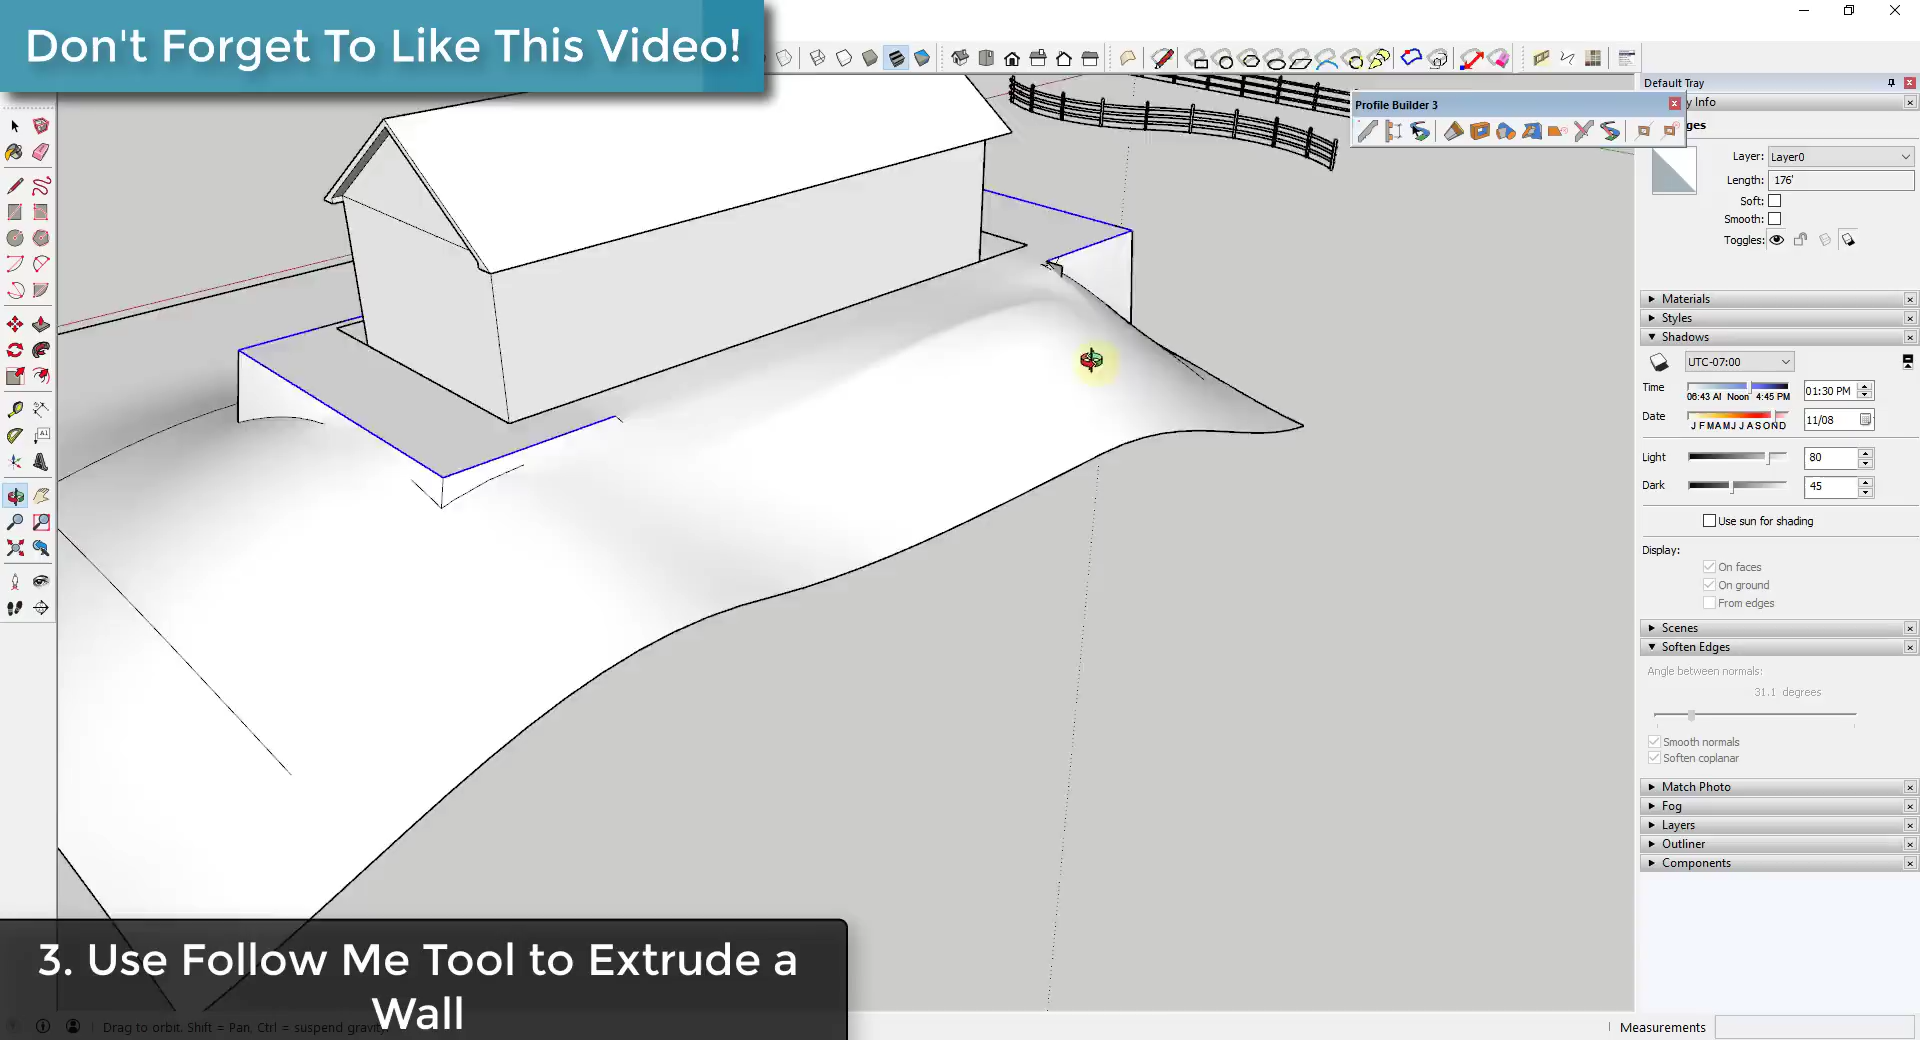 Don't Forget To Like This Video!
Default Tray
Profile Builder 3
y Info
ges
Layer:
Layer0
Length:
176'
Soft:
Smooth:
Toggles:
Materials
Styles
Shadows
UTC-07:00
Time
06:43 AI Noon 4:45 PM
01:30 PM
Date
J F M A M J J A S O N D
11/08
Light
80
Dark
45
Use sun for shading
Display:
On faces
On ground
From edges
Scenes
Soften Edges
Angle between normals:
31.1 degrees
Smooth normals
Soften coplanar
Match Photo
Fog
Layers
Outliner
Components
3. Use Follow Me Tool to Extrude a
Wall
Drag to orbit. Shift = Pan, Ctrl = suspend gravity
Measurements